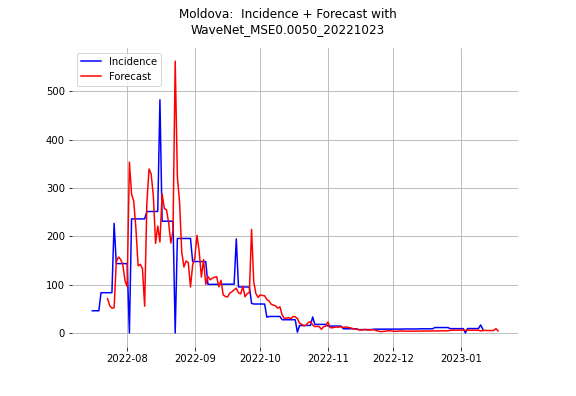 Moldova:  Incidence + Forecast with
WaveNet_MSE0.0050_20221023
Incidence
Forecast
500
400
300
200
100
0
2022-08 2022-09 2022-10 2022-11 2022-12 2023-01